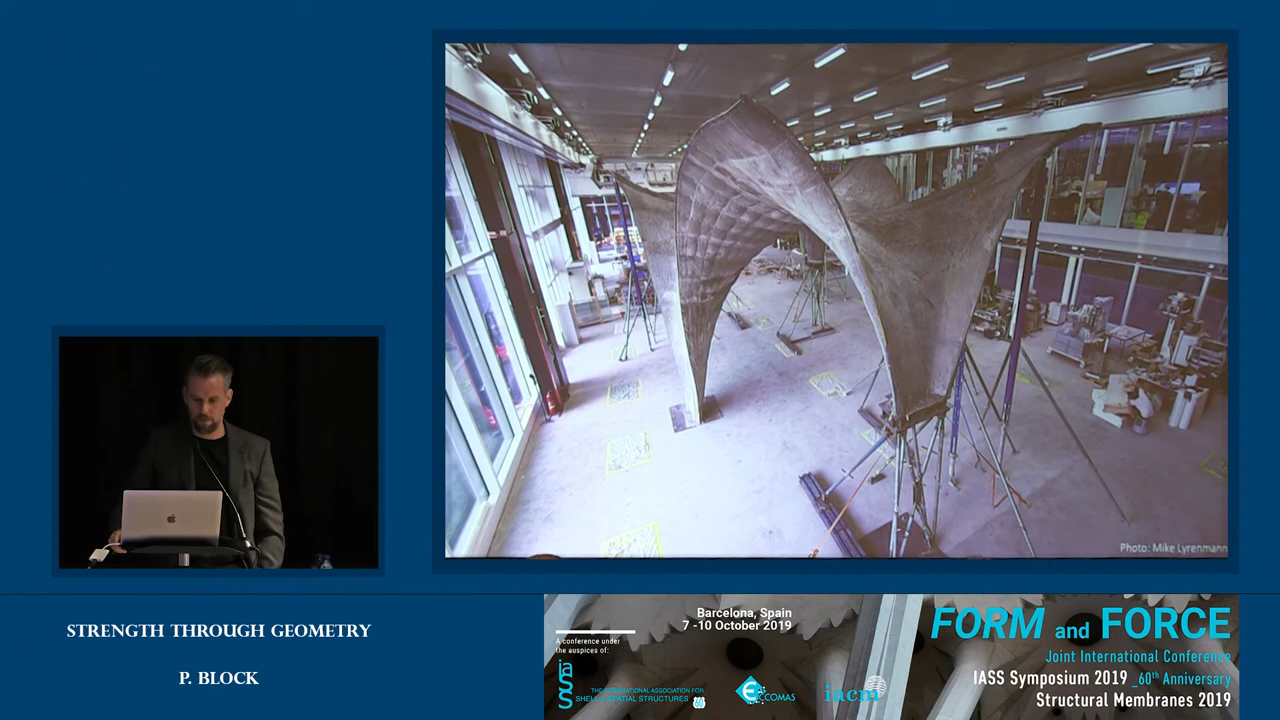 Photo: Mike Lyrenmann
STRENGTH THROUGH GEOMETRY
P. BLOCK
Barcelona, Spain
7 -10 October 2019
A conference under
the auspices of:
iass
THE INTERNATIONAL ASSOCIATION FOR
SHELL & SPATIAL STRUCTURES
ECCOMAS
iacm
FORM and FORCE
Joint International Conference
IASS Symposium 2019 _60th Anniversary
Structural Membranes 2019